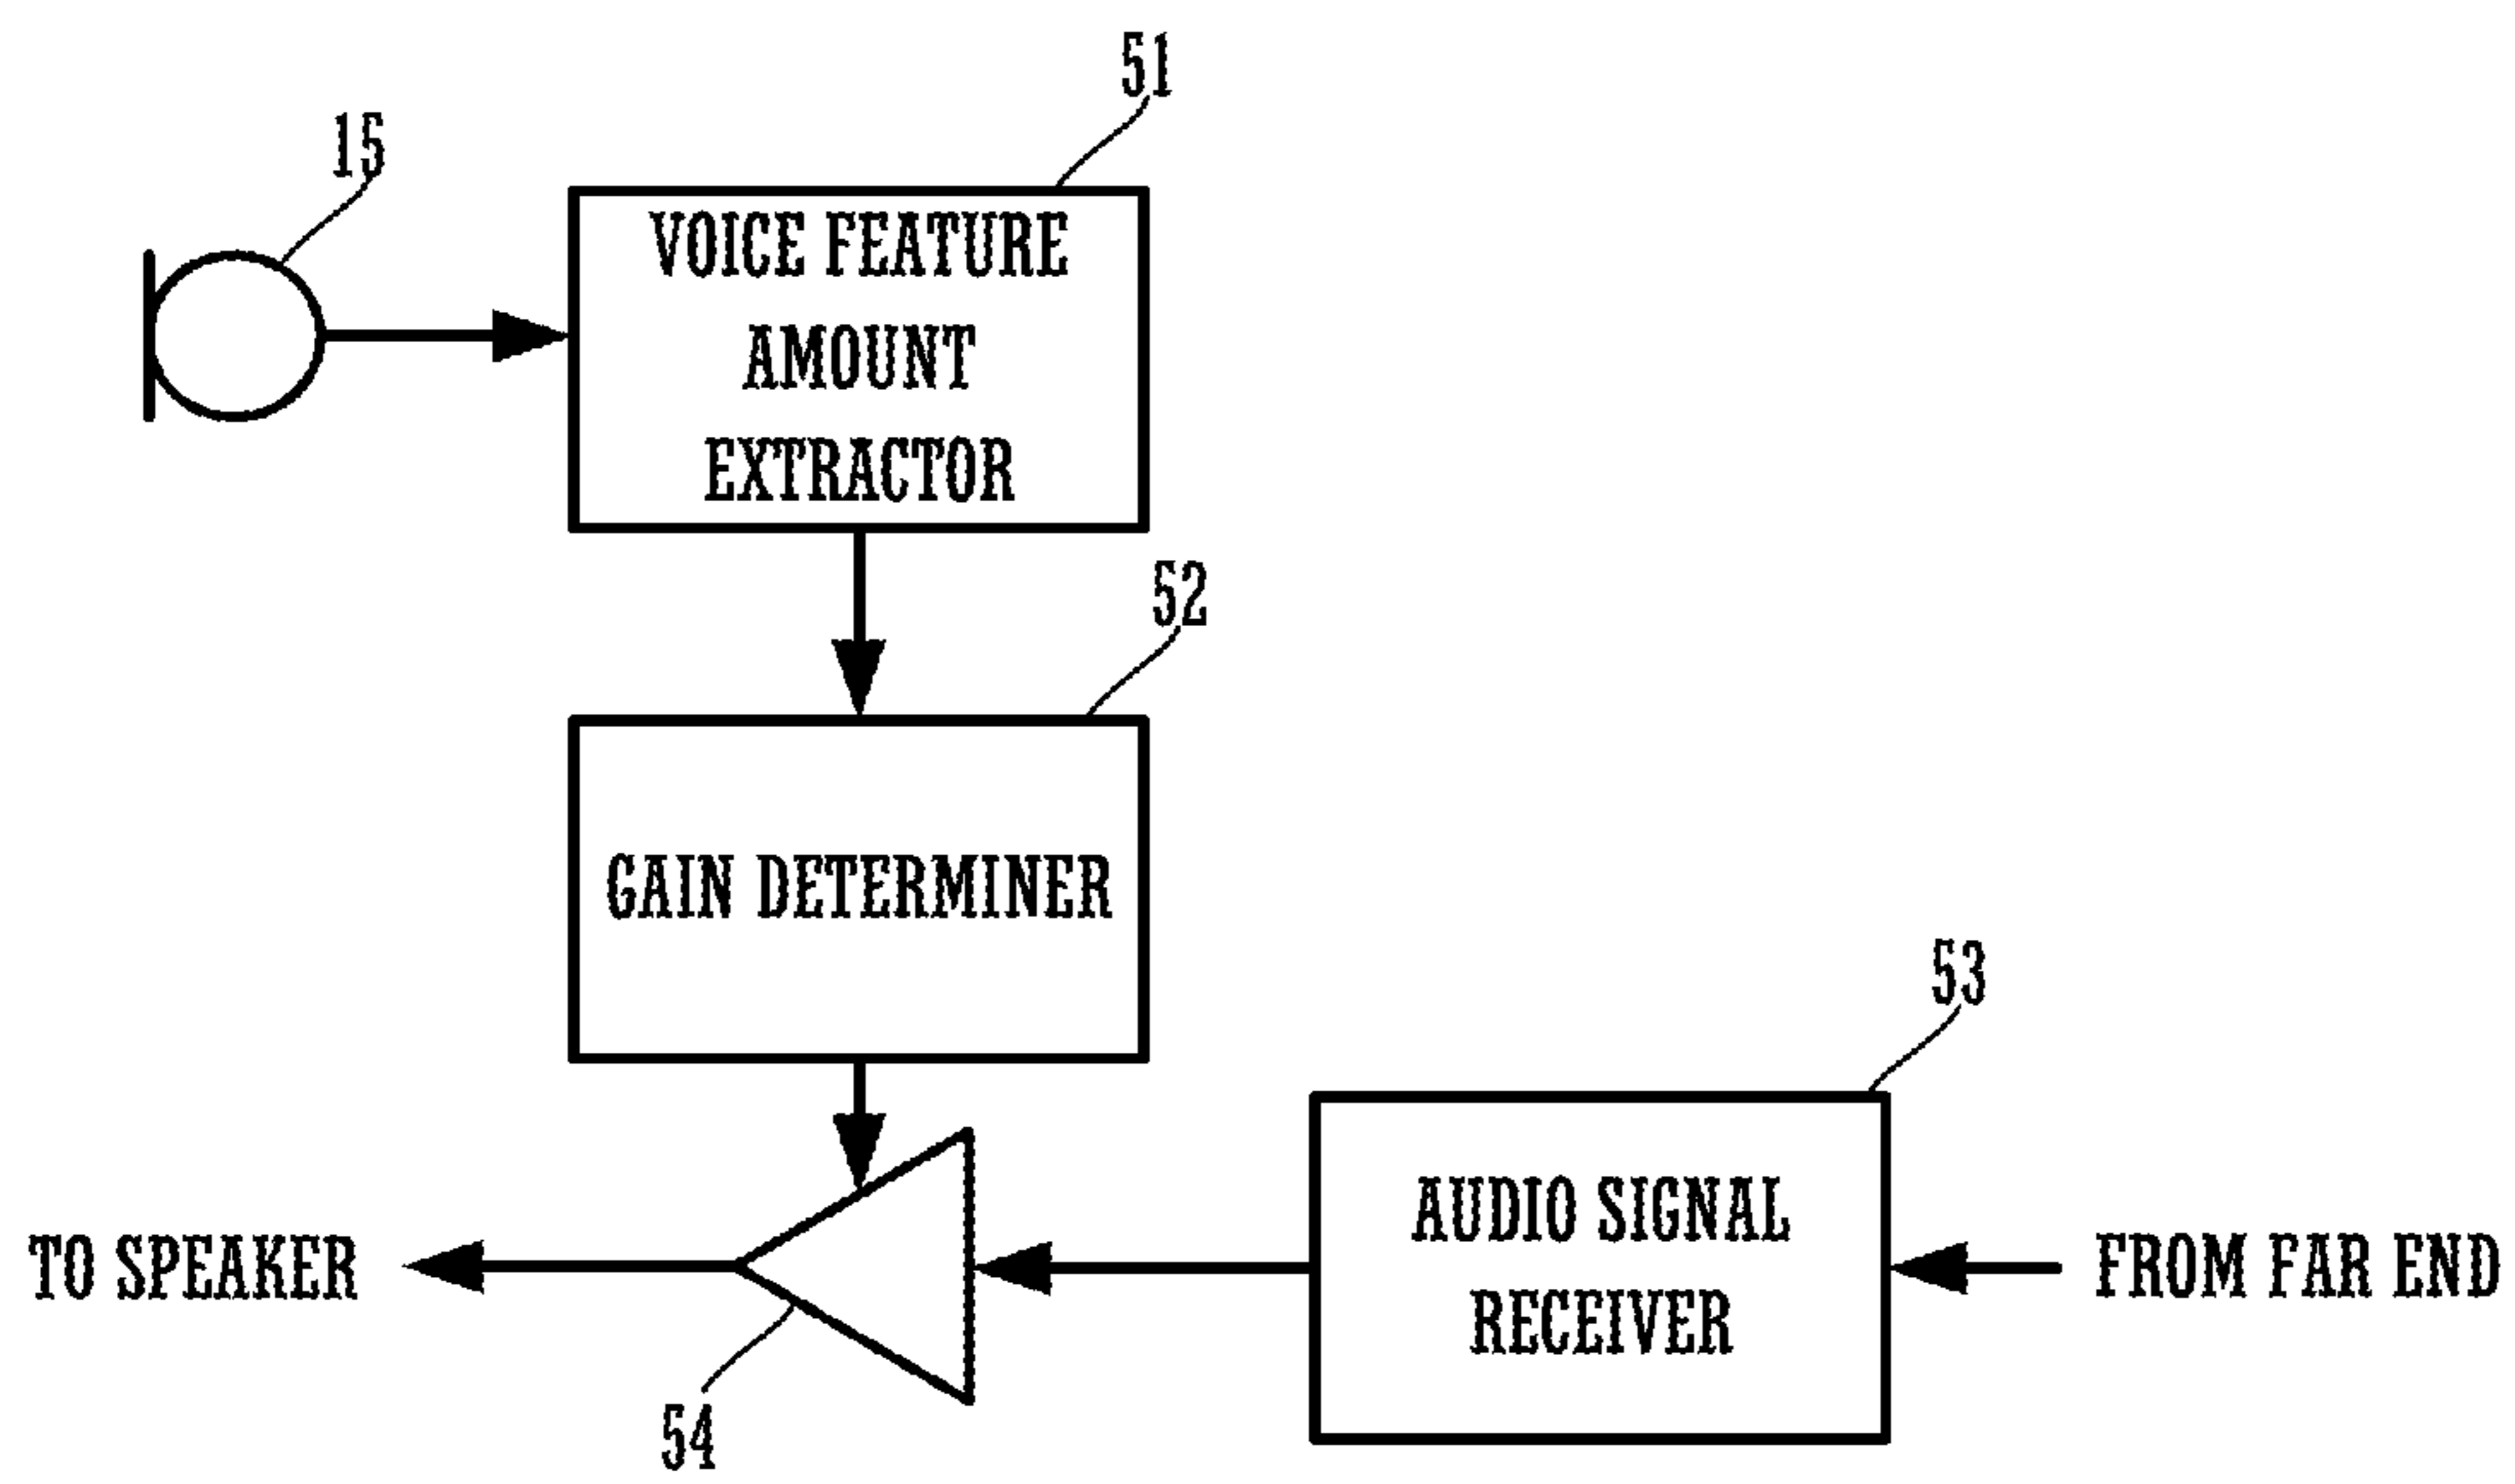 51
15
VOICE FEATURE
AMOUNT
EXTRACTOR
52
GAIN DETERMINER
53
AUDIO SIGNAL
RECEIVER
TO SPEAKER
FROM FAR END
54